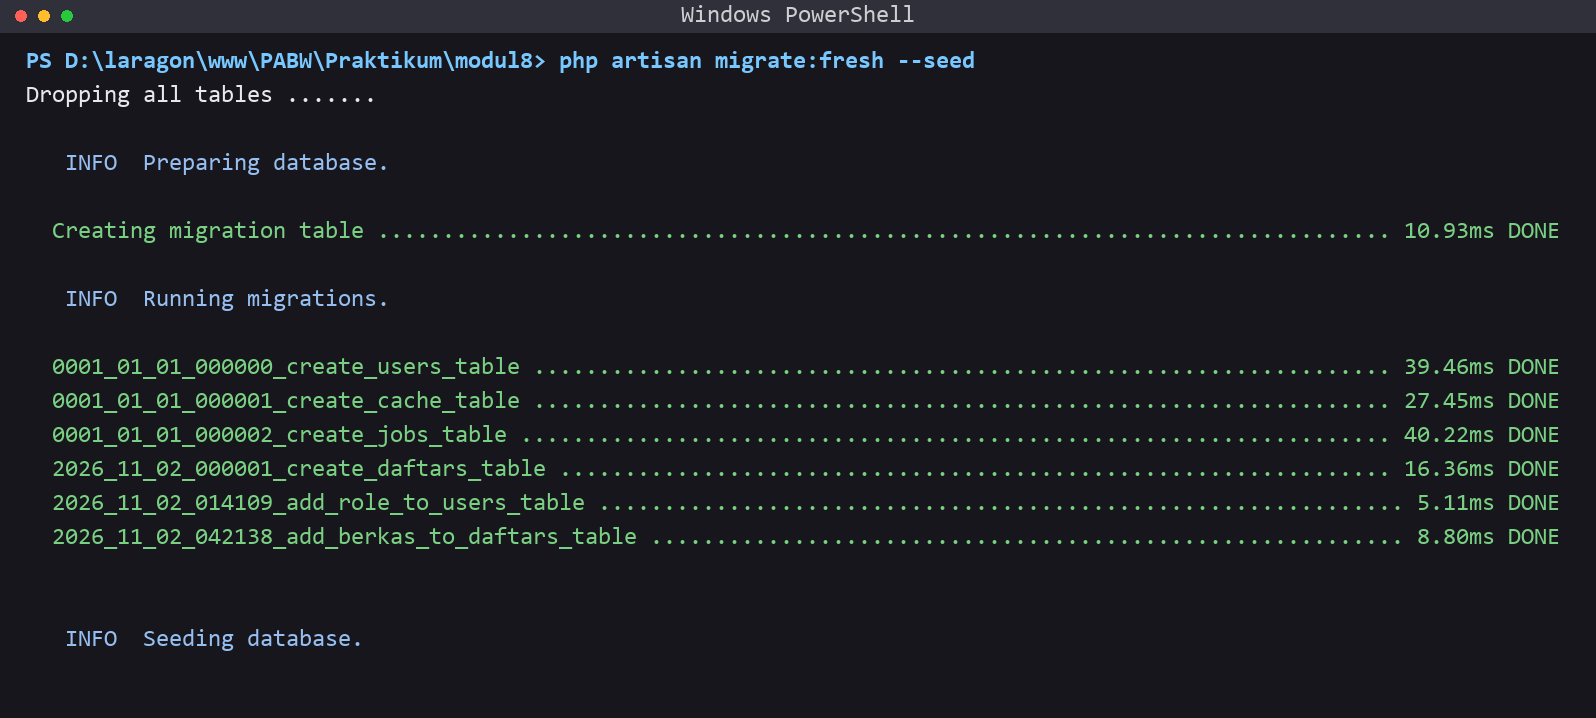 Windows PowerShell
PS D:\laragon\www\PABW\Praktikum\modul8> php artisan migrate:fresh --seed
Dropping all tables .......
INFO  Preparing database.
Creating migration table .............................................................................. 10.93ms DONE
INFO  Running migrations.
0001_01_01_000000_create_users_table .................................................................. 39.46ms DONE
0001_01_01_000001_create_cache_table .................................................................. 27.45ms DONE
0001_01_01_000002_create_jobs_table ................................................................... 40.22ms DONE
2026_11_02_000001_create_daftars_table ................................................................ 16.36ms DONE
2026_11_02_014109_add_role_to_users_table .............................................................. 5.11ms DONE
2026_11_02_042138_add_berkas_to_daftars_table .......................................................... 8.80ms DONE
INFO  Seeding database.